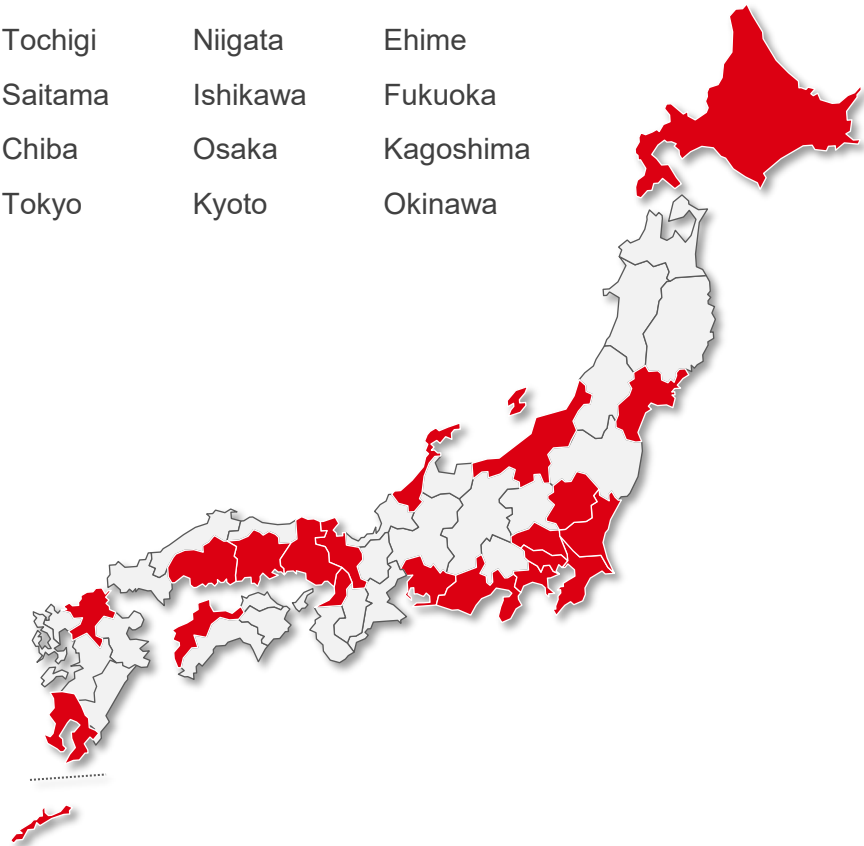 Tochigi Niigata Ehime
Saitama Ishikawa Fukuoka
Chiba Osaka Kagoshima
Tokyo Kyoto Okinawa